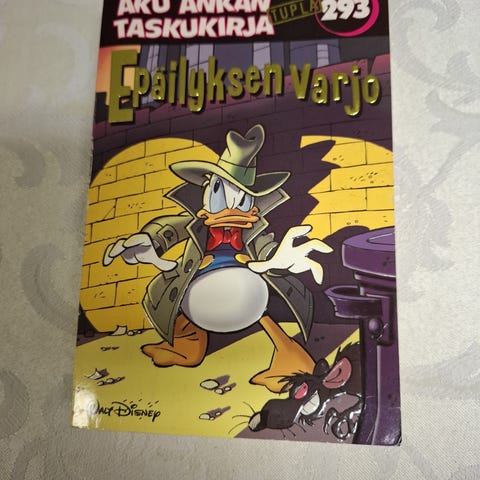 AKU ANKAN
TASKUKIRJA
TUPLA
293
Epäilyksen varjo
WALT DISNEY